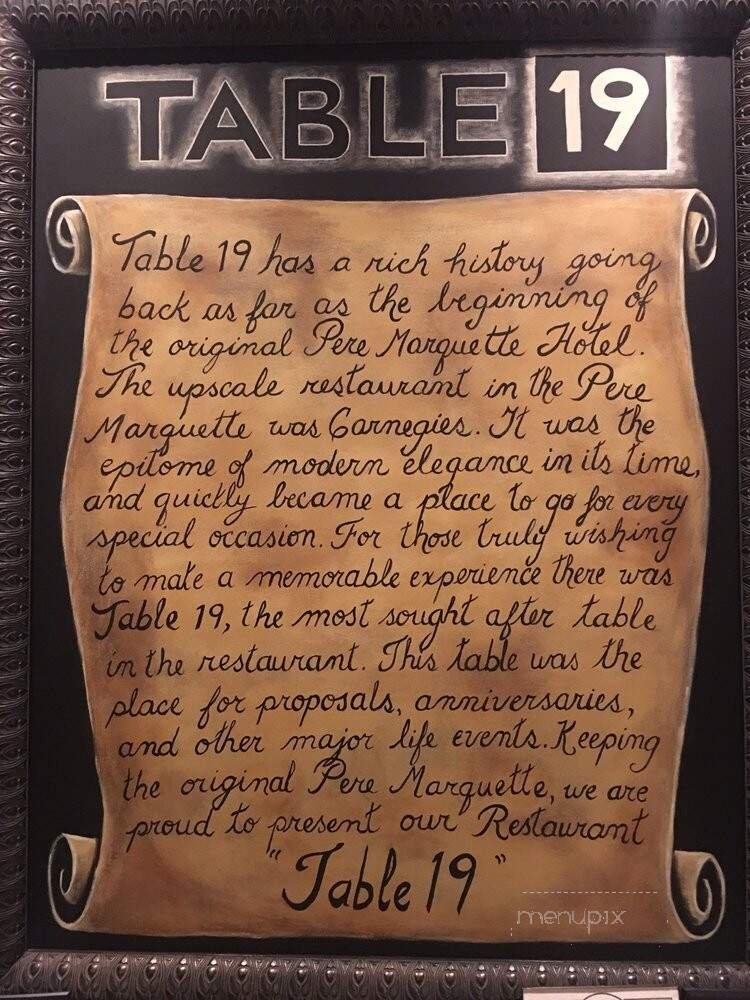 TABLE 19
Table 19 has a rich history going
back as far as the beginning of
the original Pere Marquette Hotel.
The upscale restaurant in the Pere
Marquette was Carnegies. It was the
epitome of modern elegance in its time,
and quickly became a place to go for every
special occasion. For those truly wishing
to make a memorable experience there was
Table 19, the most sought after table
in the restaurant. This table was the
place for proposals, anniversaries,
and other major life events. Keeping
the original Pere Marquette, we are
proud to present our Restaurant
"Table 19"
menupix